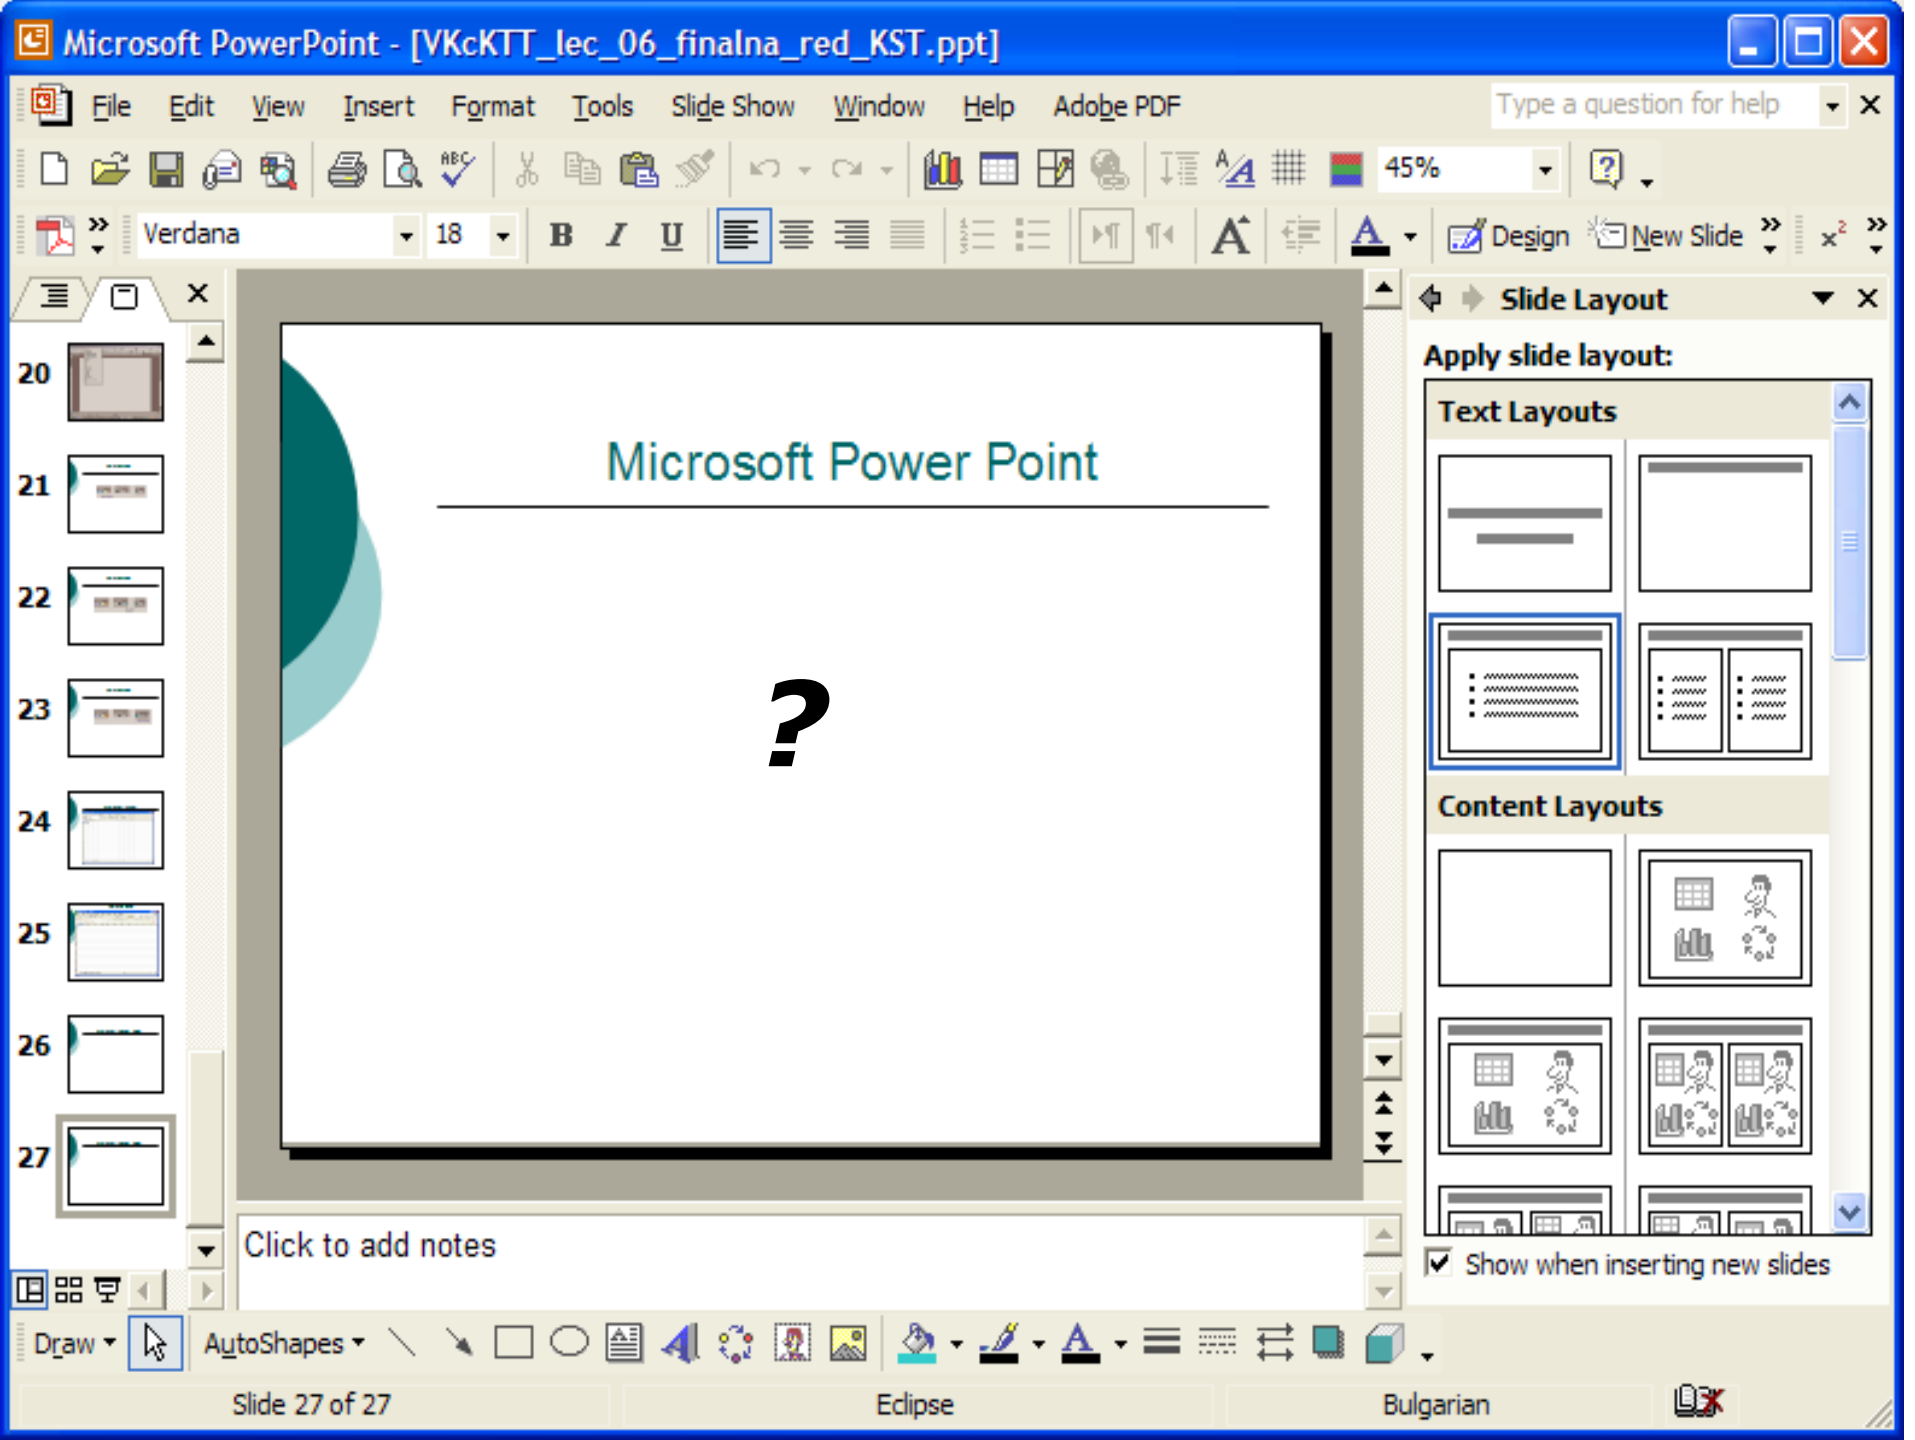 Microsoft PowerPoint - [VKcKTT_lec_06_finalna_red_KST.ppt]
File Edit View Insert Format Tools Slide Show Window Help Adobe PDF Type a question for help
ABC A/A 45% ?
Verdana 18 B I U A A Design New Slide x²
Slide Layout
Apply slide layout:
Text Layouts
20
21
22
23
24
25
26
27
Microsoft Power Point
?
Content Layouts
Click to add notes
Show when inserting new slides
Draw AutoShapes A A
Slide 27 of 27 Eclipse Bulgarian